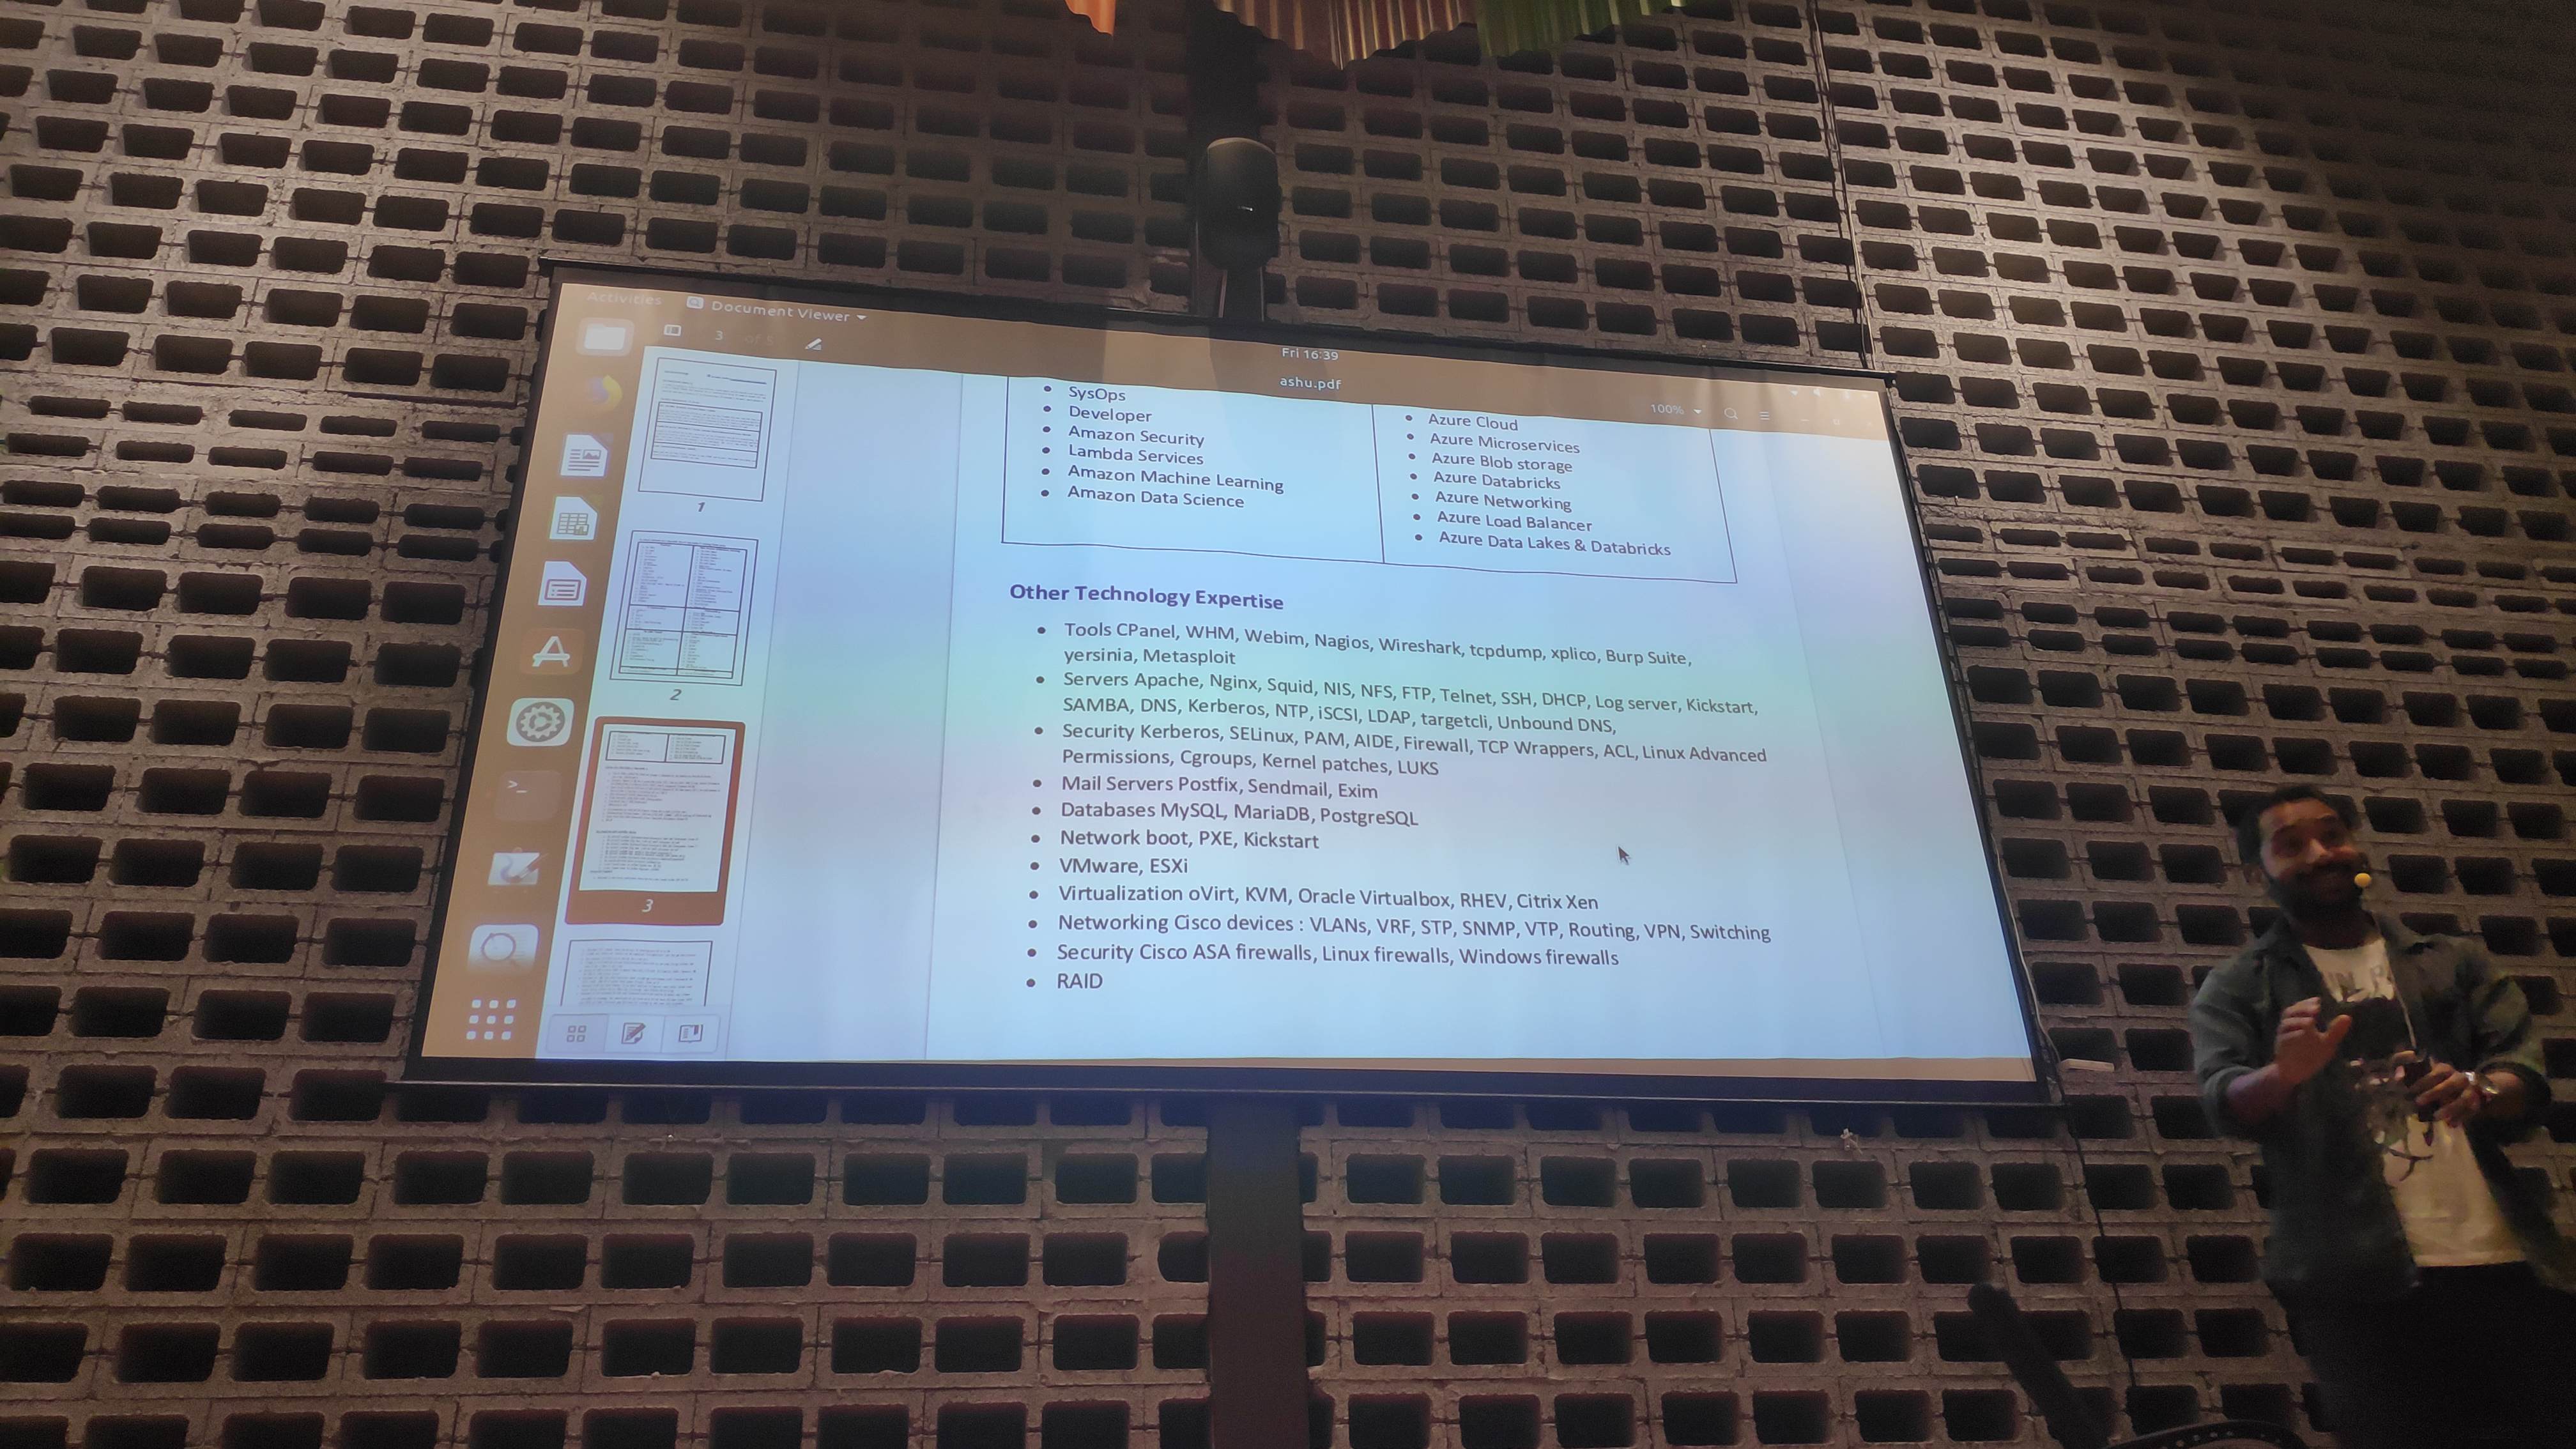 Activities
Document Viewer
Fri 16:39
3 of 5
ashu.pdf
100%
1
2
3
SysOps
Developer
Amazon Security
Lambda Services
Amazon Machine Learning
Amazon Data Science
Azure Cloud
Azure Microservices
Azure Blob storage
Azure Databricks
Azure Networking
Azure Load Balancer
Azure Data Lakes & Databricks
Other Technology Expertise
Tools CPanel, WHM, Webim, Nagios, Wireshark, tcpdump, xplico, Burp Suite,
yersinia, Metasploit
Servers Apache, Nginx, Squid, NIS, NFS, FTP, Telnet, SSH, DHCP, Log server, Kickstart,
SAMBA, DNS, Kerberos, NTP, iSCSI, LDAP, targetcli, Unbound DNS,
Security Kerberos, SELinux, PAM, AIDE, Firewall, TCP Wrappers, ACL, Linux Advanced
Permissions, Cgroups, Kernel patches, LUKS
Mail Servers Postfix, Sendmail, Exim
Databases MySQL, MariaDB, PostgreSQL
Network boot, PXE, Kickstart
VMware, ESXi
Virtualization oVirt, KVM, Oracle Virtualbox, RHEV, Citrix Xen
Networking Cisco devices : VLANs, VRF, STP, SNMP, VTP, Routing, VPN, Switching
Security Cisco ASA firewalls, Linux firewalls, Windows firewalls
RAID